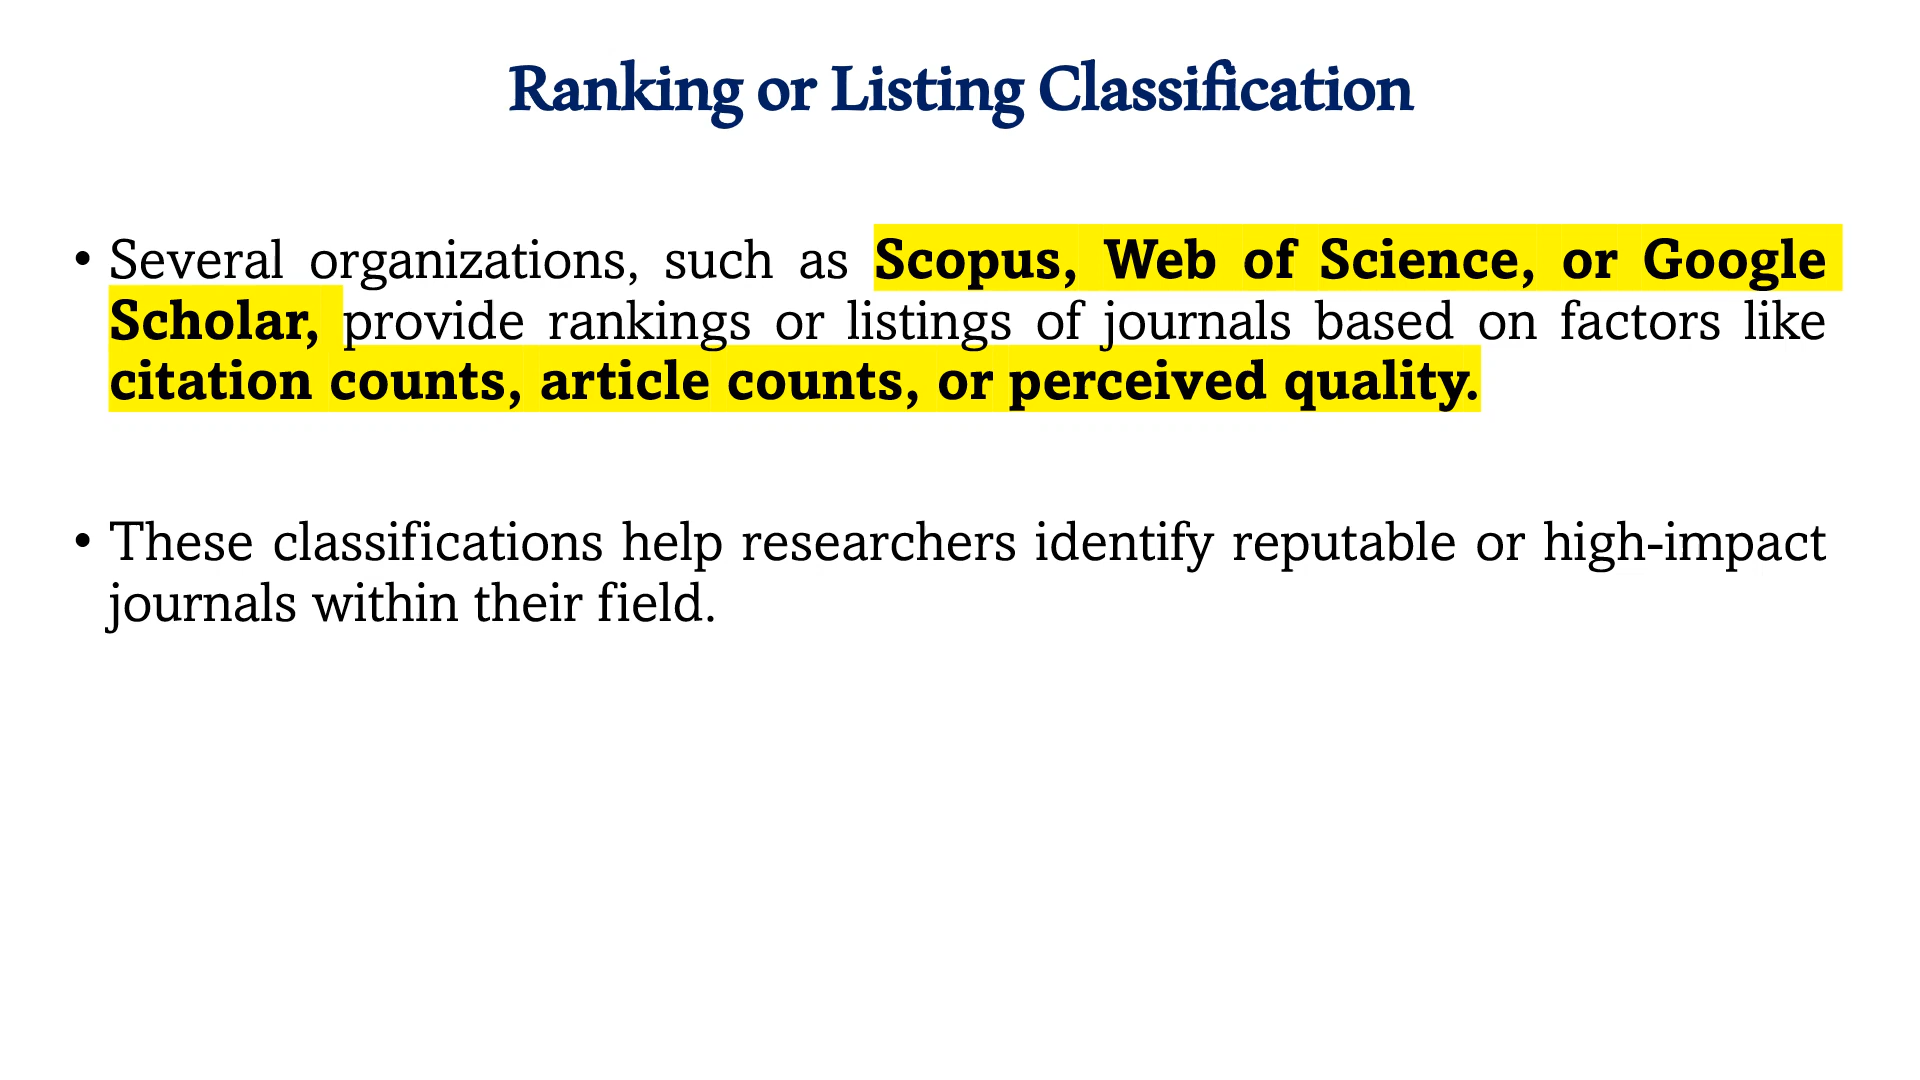 Ranking or Listing Classification
• Several organizations, such as Scopus, Web of Science, or Google
Scholar, provide rankings or listings of journals based on factors like
citation counts, article counts, or perceived quality.
• These classifications help researchers identify reputable or high-impact
journals within their field.